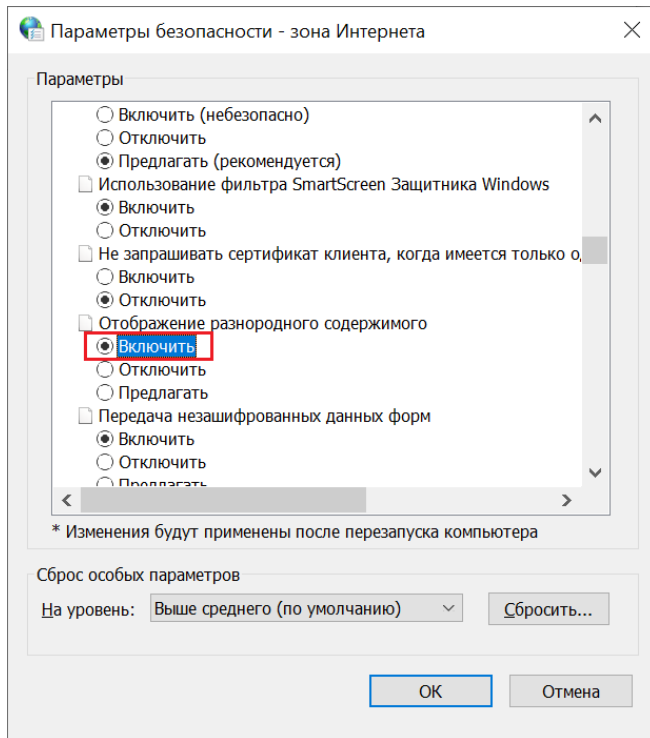 Параметры безопасности - зона Интернета
Параметры
Включить (небезопасно)
Отключить
Предлагать (рекомендуется)
Использование фильтра SmartScreen Защитника Windows
Включить
Отключить
Не запрашивать сертификат клиента, когда имеется только о
Включить
Отключить
Отображение разнородного содержимого
Включить
Отключить
Предлагать
Передача незашифрованных данных форм
Включить
Отключить
Предлагать
* Изменения будут применены после перезапуска компьютера
Сброс особых параметров
На уровень: Выше среднего (по умолчанию) Сбросить...
ОК Отмена